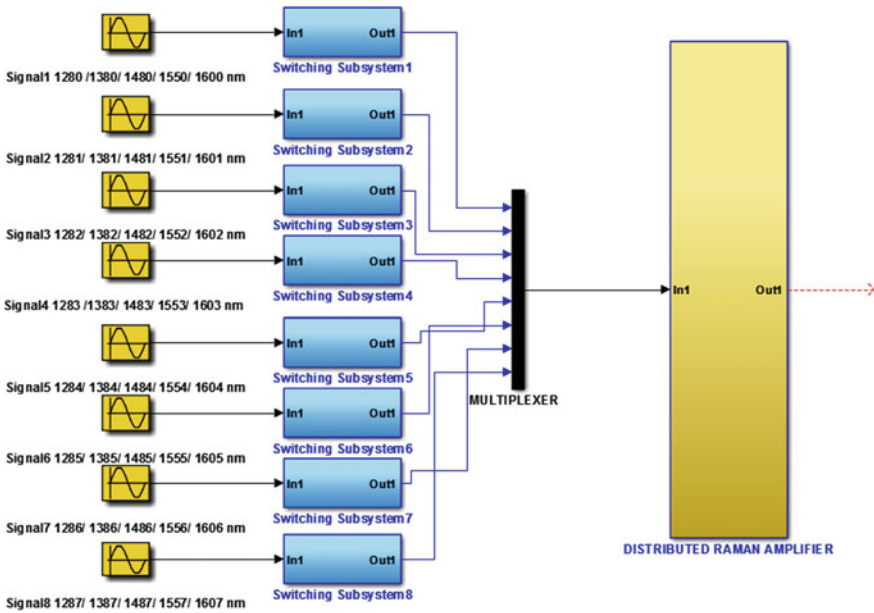 In1 Out1
Switching Subsystem1
Signal1 1280 /1380/ 1480/ 1550/ 1600 nm
In1 Out1
Switching Subsystem2
Signal2 1281/ 1381/ 1481/ 1551/ 1601 nm
In1 Out1
Switching Subsystem3
Signal3 1282/ 1382/ 1482/ 1552/ 1602 nm
In1 Out1
Switching Subsystem4
Signal4 1283 /1383/ 1483/ 1553/ 1603 nm
In1 Out1
Switching Subsystem5
Signal5 1284/ 1384/ 1484/ 1554/ 1604 nm
In1 Out1
Switching Subsystem6
Signal6 1285/ 1385/ 1485/ 1555/ 1605 nm
In1 Out1
Switching Subsystem7
Signal7 1286/ 1386/ 1486/ 1556/ 1606 nm
In1 Out1
Switching Subsystem8
Signal8 1287/ 1387/ 1487/ 1557/ 1607 nm
MULTIPLEXER
In1 Out1
DISTRIBUTED RAMAN AMPLIFIER